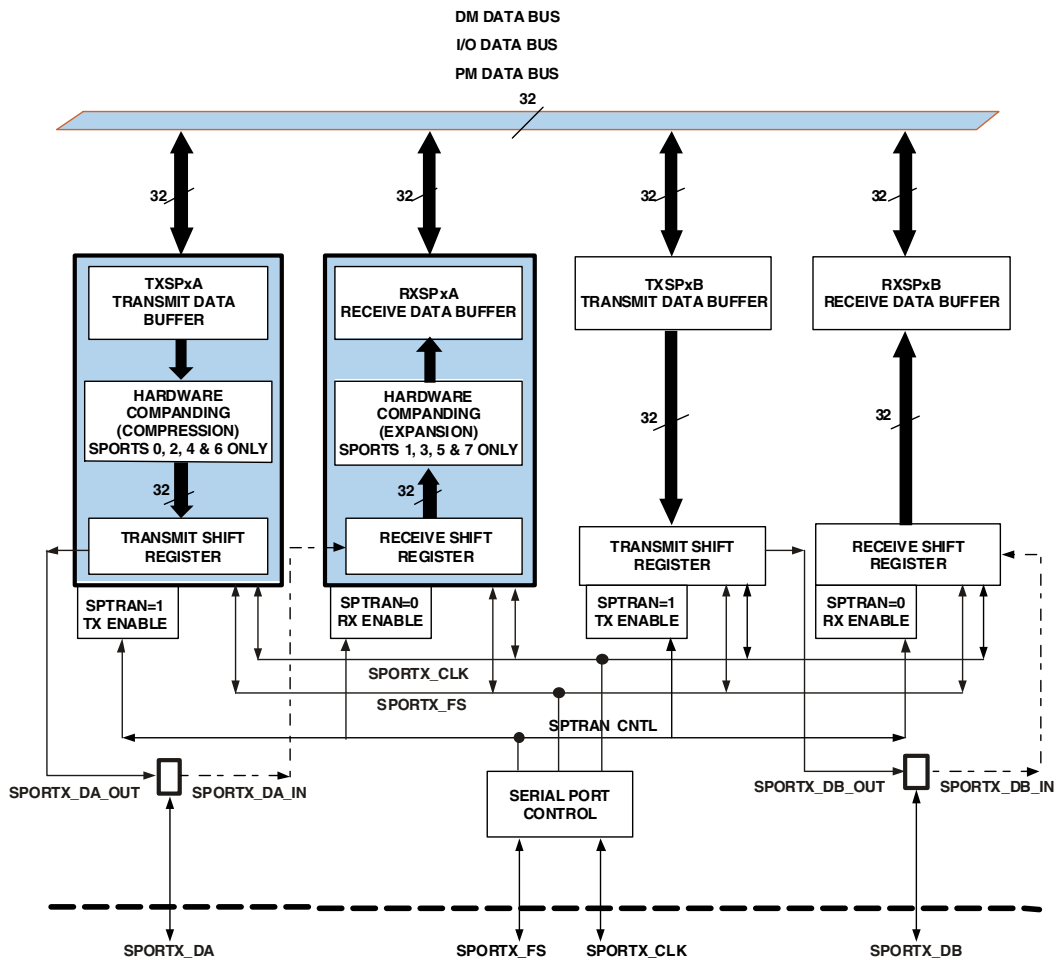 DM DATA BUS
I/O DATA BUS
PM DATA BUS
32
32
32
32
32
TXSPxA
TRANSMIT DATA
BUFFER
RXSPxA
RECEIVE DATA BUFFER
TXSPxB
TRANSMIT DATA BUFFER
RXSPxB
RECEIVE DATA BUFFER
HARDWARE
COMPANDING
(COMPRESSION)
SPORTS 0, 2, 4 & 6 ONLY
HARDWARE
COMPANDING
(EXPANSION)
SPORTS 1, 3, 5 & 7 ONLY
32
32
32
32
TRANSMIT SHIFT
REGISTER
RECEIVE SHIFT
REGISTER
TRANSMIT SHIFT
REGISTER
RECEIVE SHIFT
REGISTER
SPTRAN=1
TX ENABLE
SPTRAN=0
RX ENABLE
SPTRAN=1
TX ENABLE
SPTRAN=0
RX ENABLE
SPORTX_CLK
SPORTX_FS
SPTRAN CNTL
SPORTX_DA_OUT
SPORTX_DA_IN
SERIAL PORT
CONTROL
SPORTX_DB_OUT
SPORTX_DB_IN
SPORTX_DA
SPORTX_FS
SPORTX_CLK
SPORTX_DB